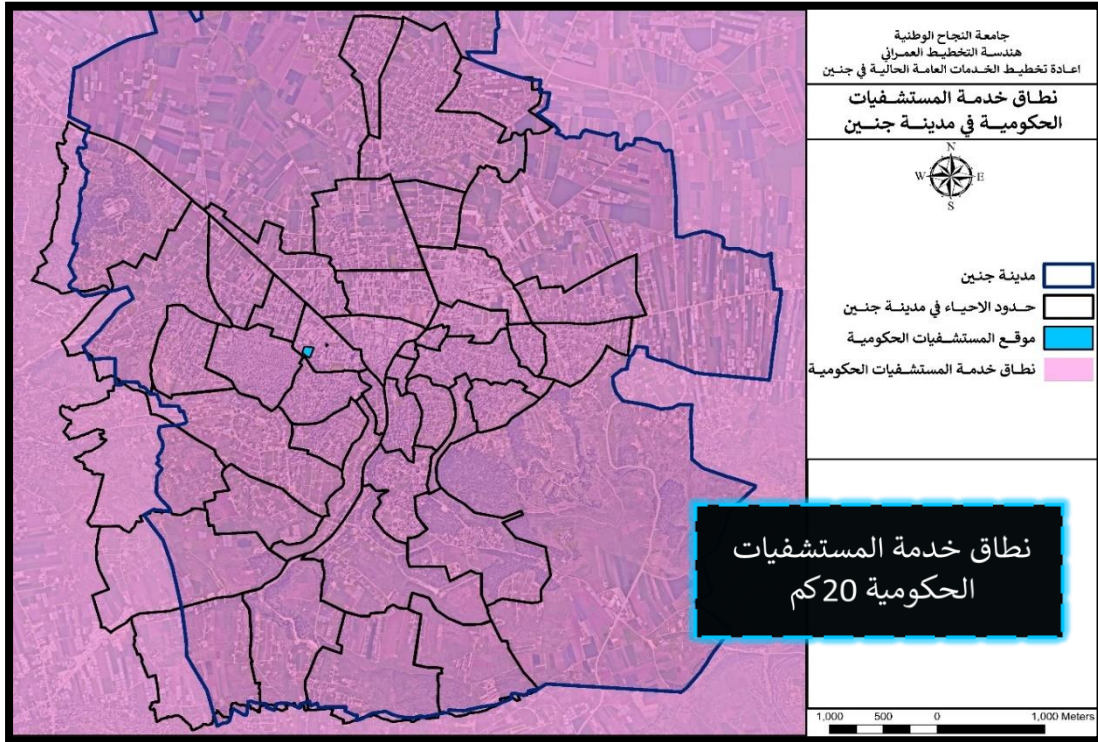 جامعة النجاح الوطنية
هندسة التخطيط العمراني
اعادة تخطيط الخدمات العامة الحالية في جنين
نطاق خدمة المستشفيات
الحكومية في مدينة جنين
N
W E
S
مدينة جنين
حدود الاحياء في مدينة جنين
موقع المستشفيات الحكومية
نطاق خدمة المستشفيات الحكومية
نطاق خدمة المستشفيات
الحكومية 20كم
1,000 500 0 1,000 Meters